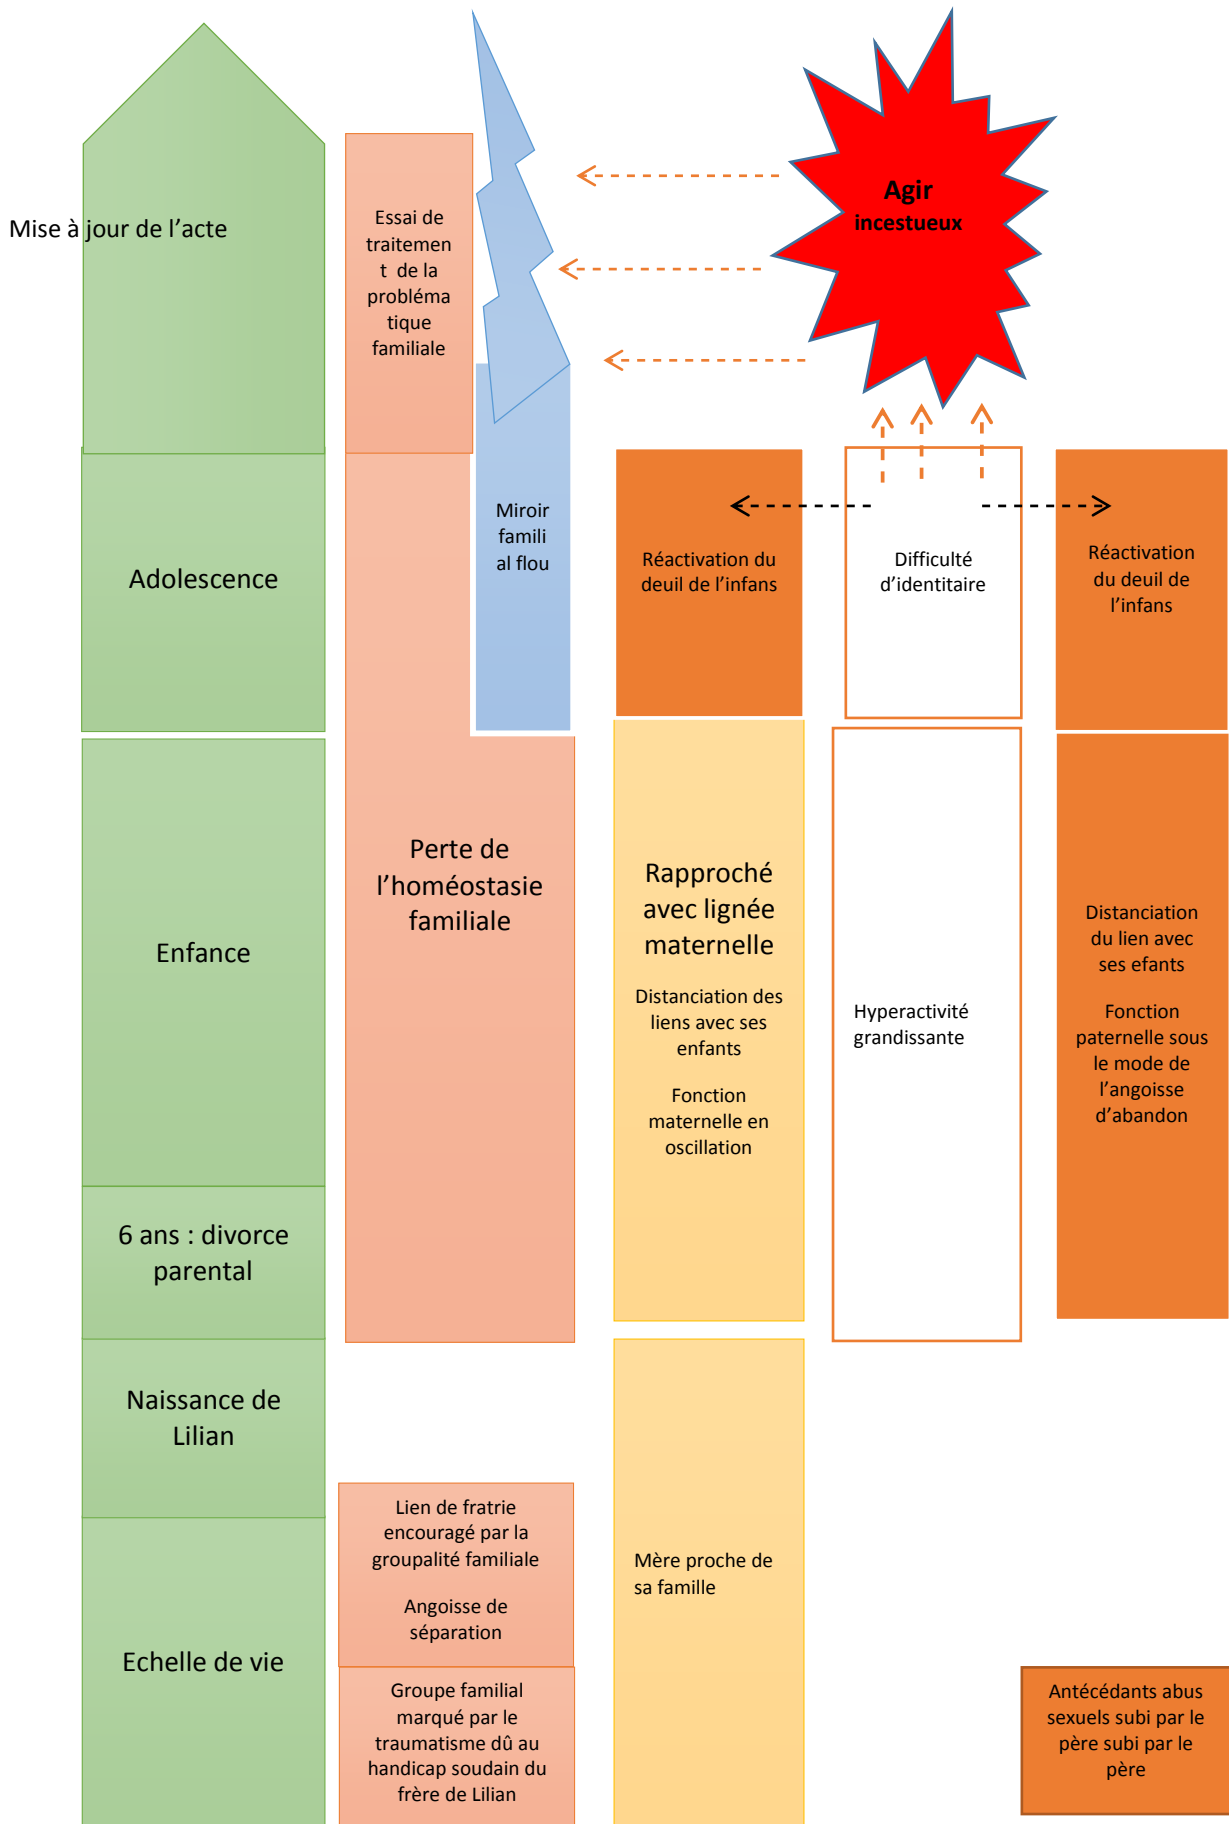 Agir
incestueux
Mise à jour de l’acte
Essai de
traitemen
t de la
probléma
tique
familiale
Adolescence
Miroir
famili
al flou
Réactivation du
deuil de l’infans
Difficulté
d’identitaire
Réactivation
du deuil de
l’infans
Enfance
Perte de
l’homéostasie
familiale
Rapproché
avec lignée
maternelle
Distanciation des
liens avec ses
enfants
Fonction
maternelle en
oscillation
Hyperactivité
grandissante
Distanciation
du lien avec
ses efants
Fonction
paternelle sous
le mode de
l’angoisse
d’abandon
6 ans : divorce
parental
Naissance de
Lilian
Lien de fratrie
encouragé par la
groupalité familiale
Angoisse de
séparation
Mère proche de
sa famille
Echelle de vie
Groupe familial
marqué par le
traumatisme dû au
handicap soudain du
frère de Lilian
Antécédants abus
sexuels subi par le
père subi par le
père